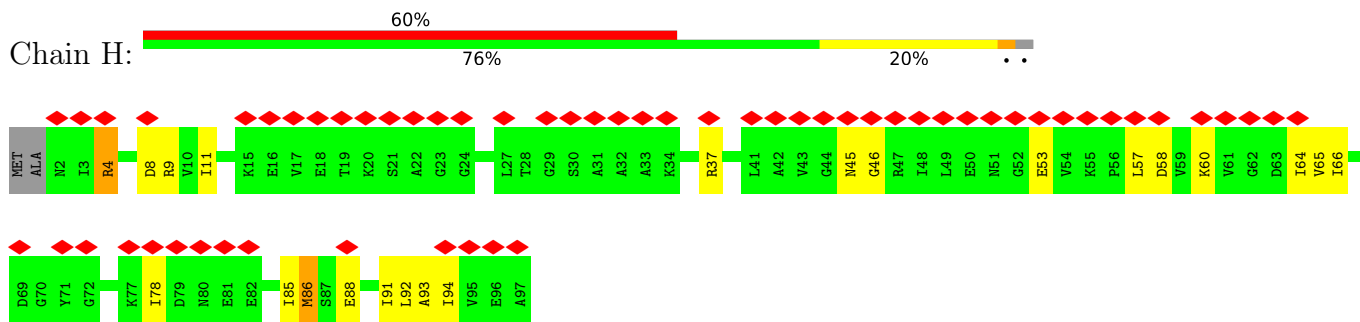 60%
Chain H:
76% 20% • •
MET ALA N2 I3 R4 D8 R9 V10 I11 K15 E16 V17 E18 T19 K20 S21 A22 G23 G24 L27 T28 G29 S30 A31 A32 A33 K34 R37 L41 A42 V43 G44 N45 G46 R47 I48 L49 E50 N51 G52 E53 V54 K55 P56 L57 D58 V59 K60 V61 G62 D63 I64 V65 I66
D69 G70 Y71 G72 K77 I78 D79 N80 E81 E82 I85 M86 S87 E88 I91 L92 A93 I94 V95 E96 A97